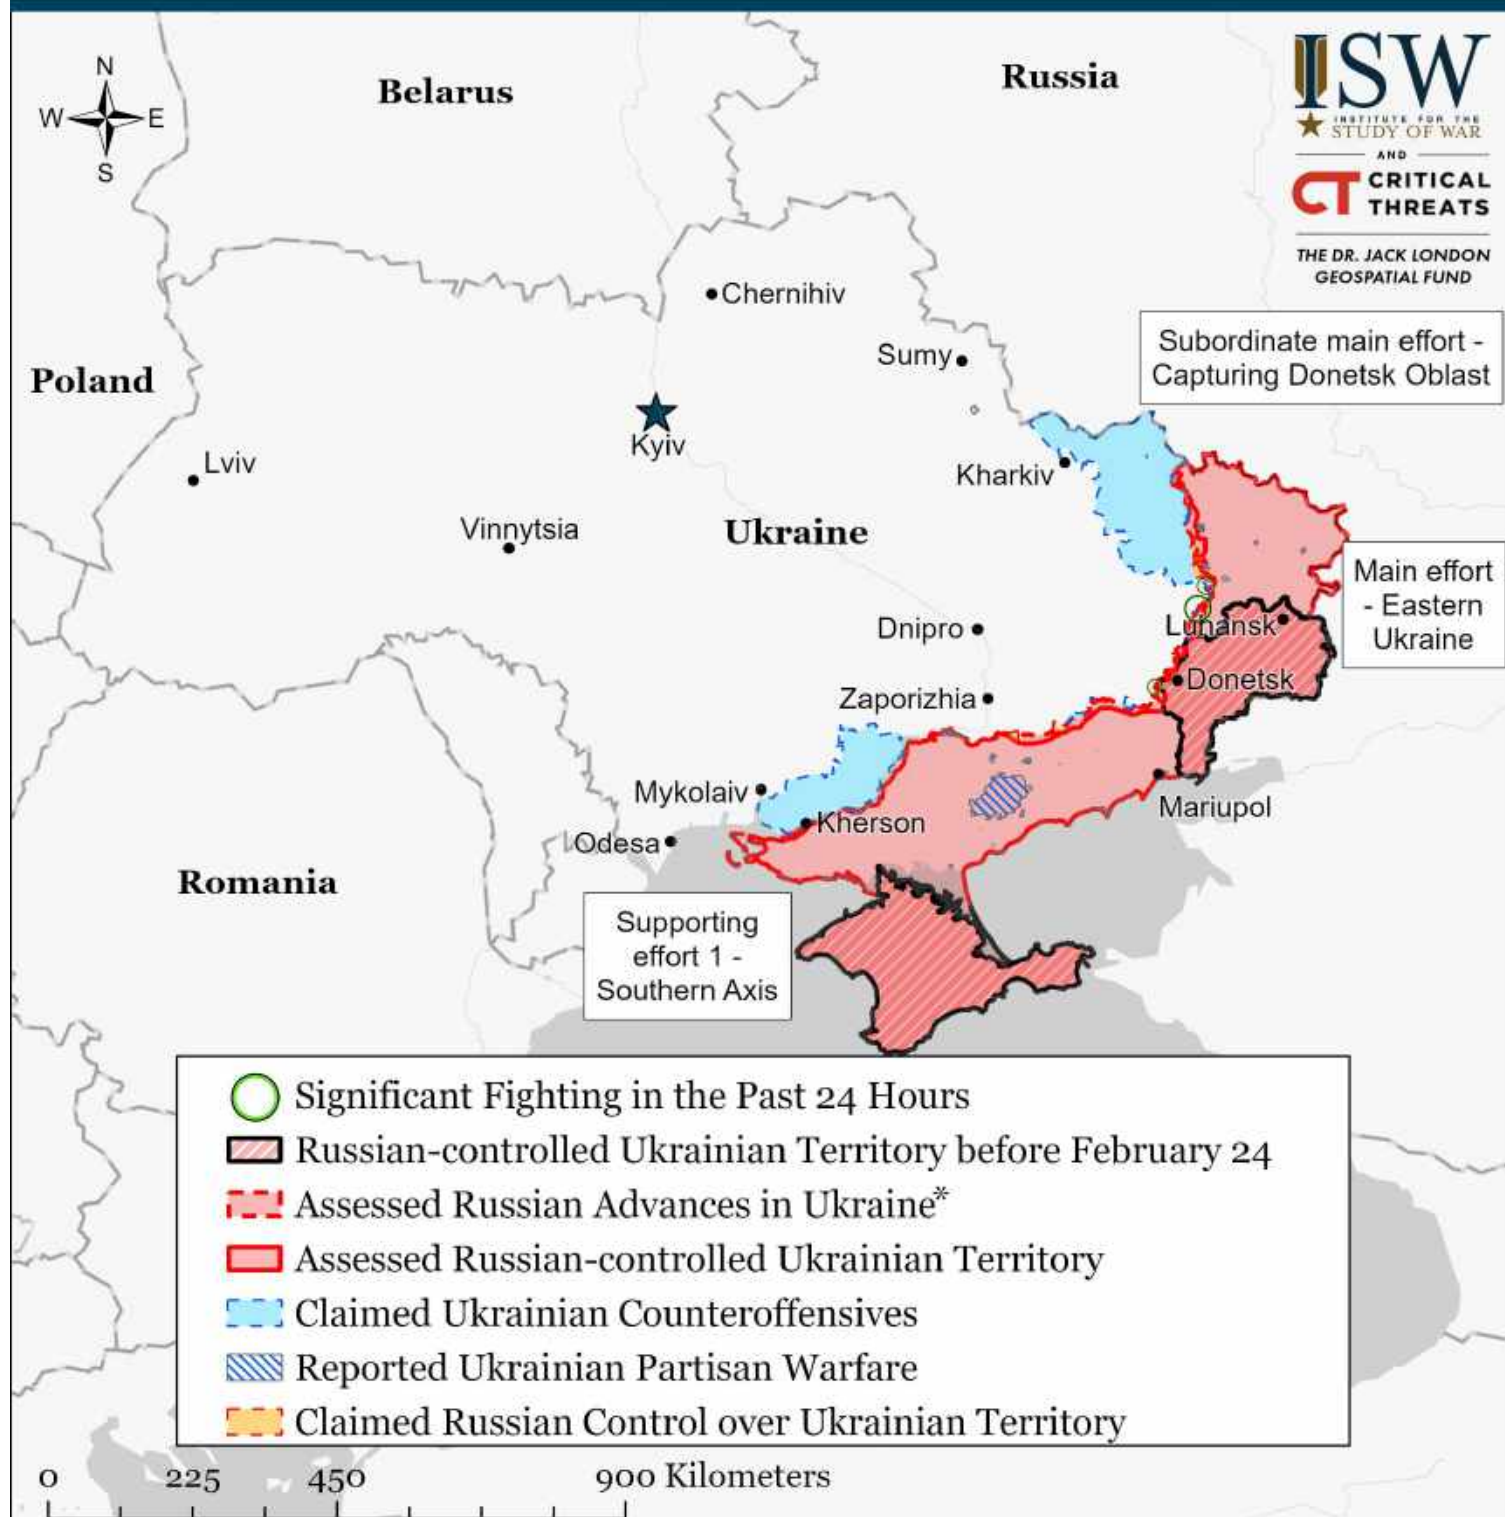 N
W
E
S
Belarus
Russia
ISW
INSTITUTE FOR THE
STUDY OF WAR
AND
CT CRITICAL
THREATS
THE DR. JACK LONDON
GEOSPATIAL FUND
Chernihiv
Subordinate main effort -
Capturing Donetsk Oblast
Sumy
Poland
Kyiv
Lviv
Kharkiv
Vinnytsia
Ukraine
Main effort
- Eastern
Ukraine
Dnipro
Luhansk
Donetsk
Zaporizhia
Mykolaiv
Mariupol
Kherson
Odesa
Romania
Supporting
effort 1 -
Southern Axis
Significant Fighting in the Past 24 Hours
Russian-controlled Ukrainian Territory before February 24
Assessed Russian Advances in Ukraine*
Assessed Russian-controlled Ukrainian Territory
Claimed Ukrainian Counteroffensives
Reported Ukrainian Partisan Warfare
Claimed Russian Control over Ukrainian Territory
0 225 450 900 Kilometers